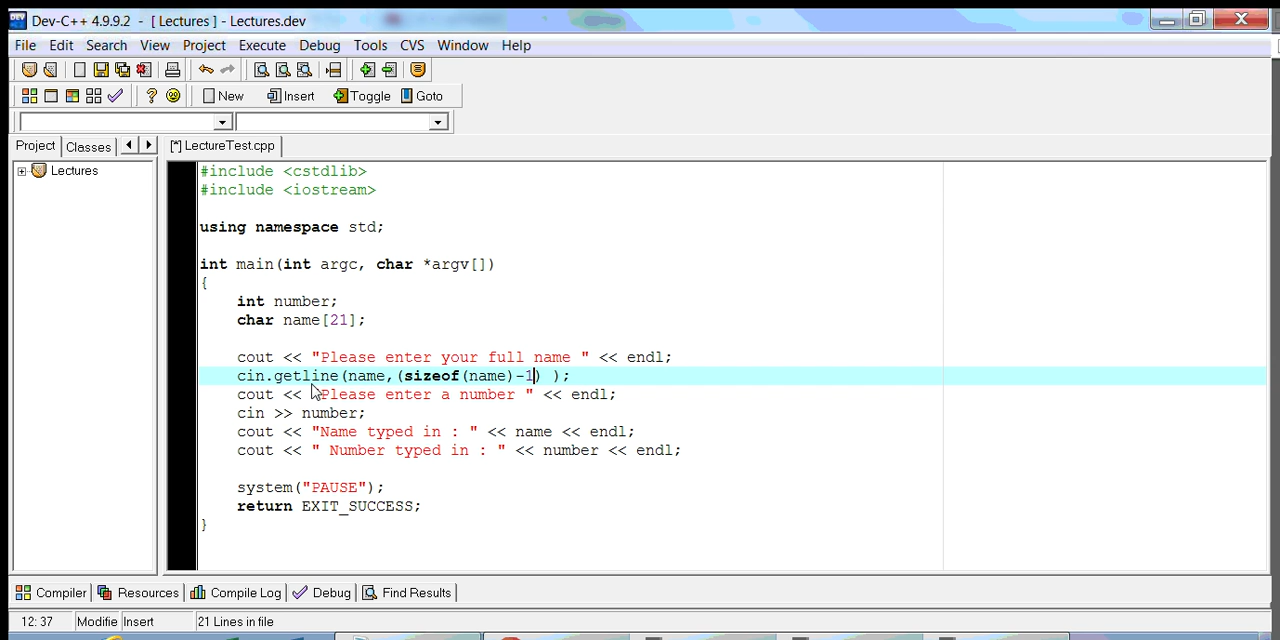 Dev-C++ 4.9.9.2 - [ Lectures ] - Lectures.dev
File Edit Search View Project Execute Debug Tools CVS Window Help
New Insert Toggle Goto
Project Classes [*] LectureTest.cpp
Lectures
#include <cstdlib>
#include <iostream>
using namespace std;
int main(int argc, char *argv[])
{
int number;
char name[21];
cout << "Please enter your full name " << endl;
cin.getline(name,(sizeof(name)-1) );
cout << "Please enter a number " << endl;
cin >> number;
cout << "Name typed in : " << name << endl;
cout << " Number typed in : " << number << endl;
system("PAUSE");
return EXIT_SUCCESS;
}
Compiler Resources Compile Log Debug Find Results
12: 37 Modifie Insert 21 Lines in file